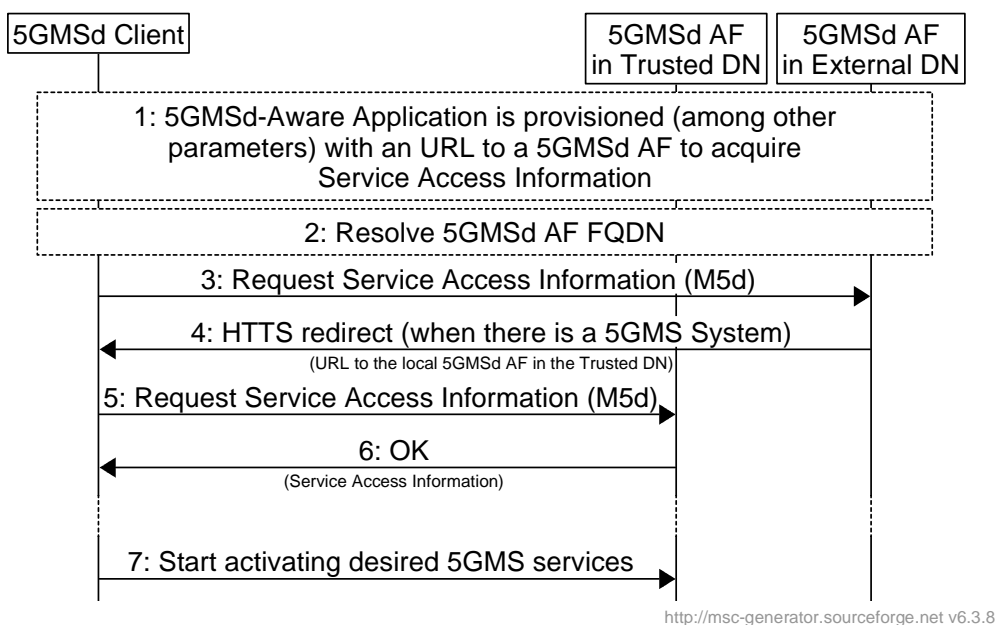 5GMSd Client
5GMSd AF
in Trusted DN
5GMSd AF
in External DN
1: 5GMSd-Aware Application is provisioned (among other
parameters) with an URL to a 5GMSd AF to acquire
Service Access Information
2: Resolve 5GMSd AF FQDN
3: Request Service Access Information (M5d)
4: HTTS redirect (when there is a 5GMS System)
(URL to the local 5GMSd AF in the Trusted DN)
5: Request Service Access Information (M5d)
6: OK
(Service Access Information)
7: Start activating desired 5GMS services
http://msc-generator.sourceforge.net v6.3.8